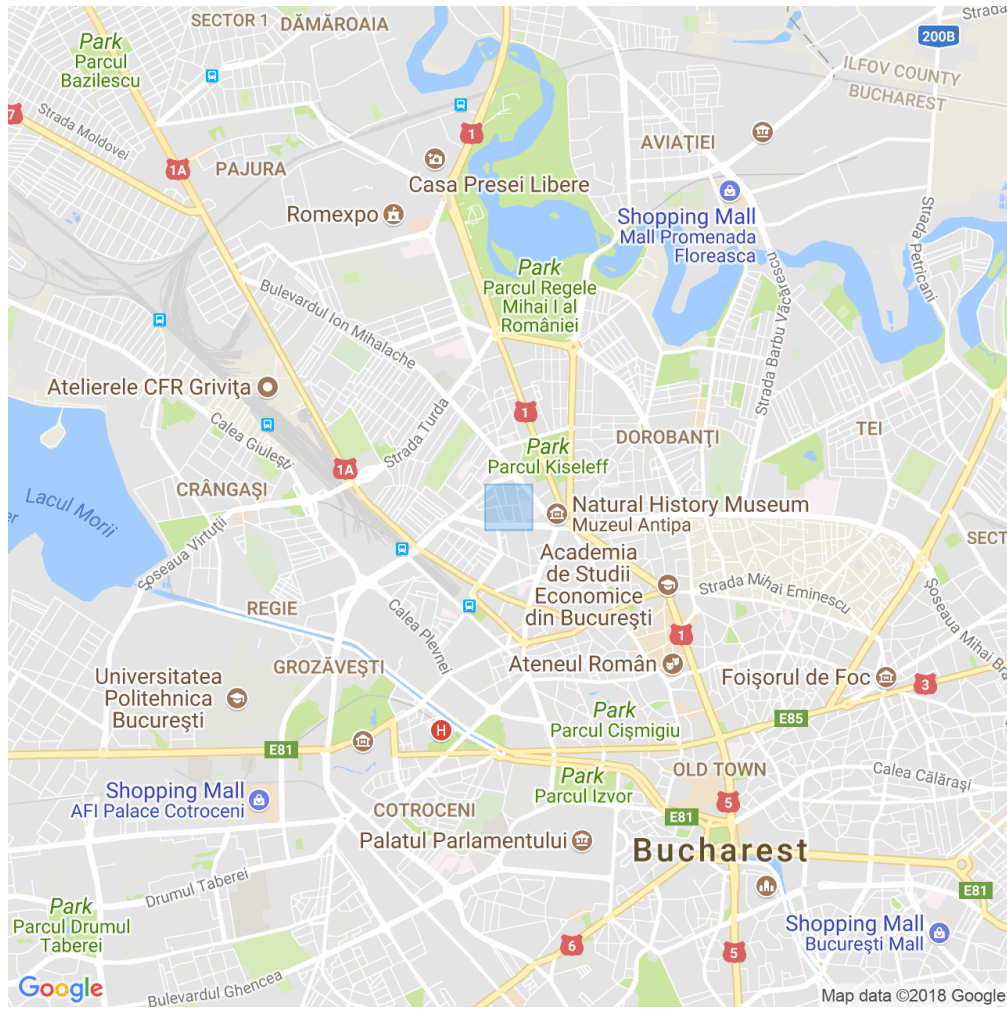 SECTOR 1
DĂMĂROAIA
Strada
200B
Park
Parcul
Bazilescu
ILFOV COUNTY
BUCHAREST
7
Strada Moldovei
1
AVIAȚIEI
1A
PAJURA
Casa Presei Libere
Romexpo
Shopping Mall
Mall Promenada
Floreasca
Strada Petricani
Park
Parcul Regele
Mihai I al
României
Bulevardul Ion Mihalache
Strada Barbu Văcărescu
Atelierele CFR Grivița
Calea Giulești
Strada Turda
1
DOROBANȚI
TEI
Park
Parcul Kiseleff
1A
CRÂNGAȘI
Lacul Morii
Șoseaua Virtuții
Natural History Museum
Muzeul Antipa
SECT
Academia
de Studii
Economice
din București
Strada Mihai Eminescu
Șoseaua Mihai Bra
REGIE
Calea Plevnei
1
GROZĂVEȘTI
Ateneul Român
Foișorul de Foc
3
Universitatea
Politehnica
București
H
Park
Parcul Cișmigiu
E85
E81
OLD TOWN
Calea Călărași
Park
Parcul Izvor
Shopping Mall
AFI Palace Cotroceni
COTROCENI
5
E81
Palatul Parlamentului
Bucharest
Drumul Taberei
E81
Park
Parcul Drumul
Taberei
Shopping Mall
București Mall
6
5
Google
Bulevardul Ghencea
Map data ©2018 Google